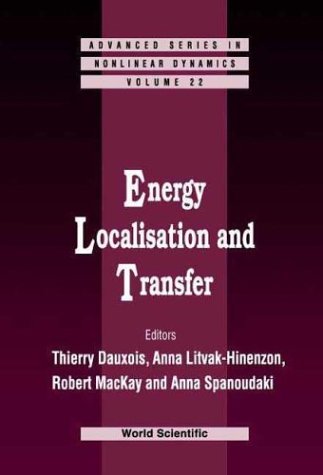 ADVANCED SERIES IN
NONLINEAR DYNAMICS
VOLUME 22
Energy
Localisation and
Transfer
Editors
Thierry Dauxois, Anna Litvak-Hinenzon,
Robert MacKay and Anna Spanoudaki
World Scientific